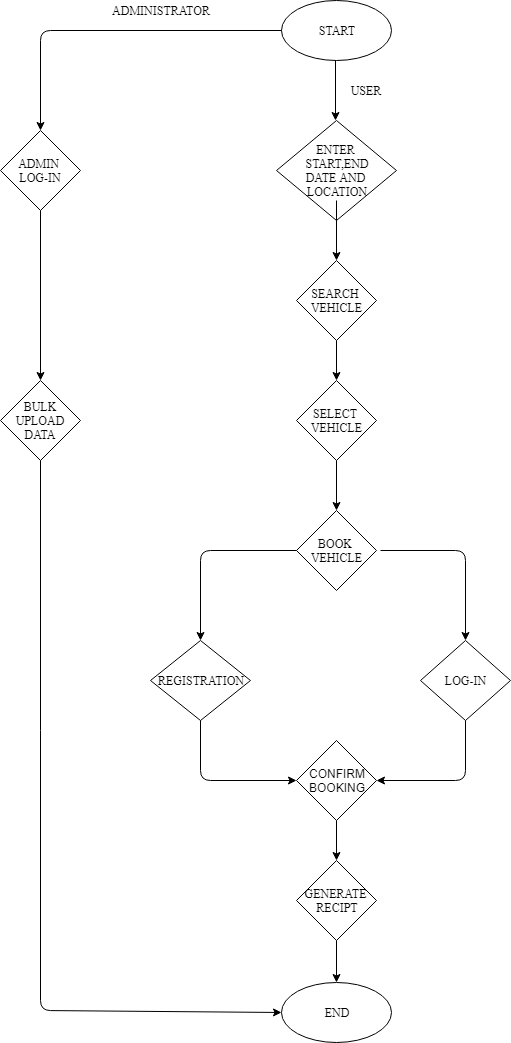 ADMINISTRATOR
START
USER
ADMIN
LOG-IN
ENTER
START,END
DATE AND
LOCATION
SEARCH
VEHICLE
BULK
UPLOAD
DATA
SELECT
VEHICLE
BOOK
VEHICLE
REGISTRATION
LOG-IN
CONFIRM
BOOKING
GENERATE
RECIPT
END